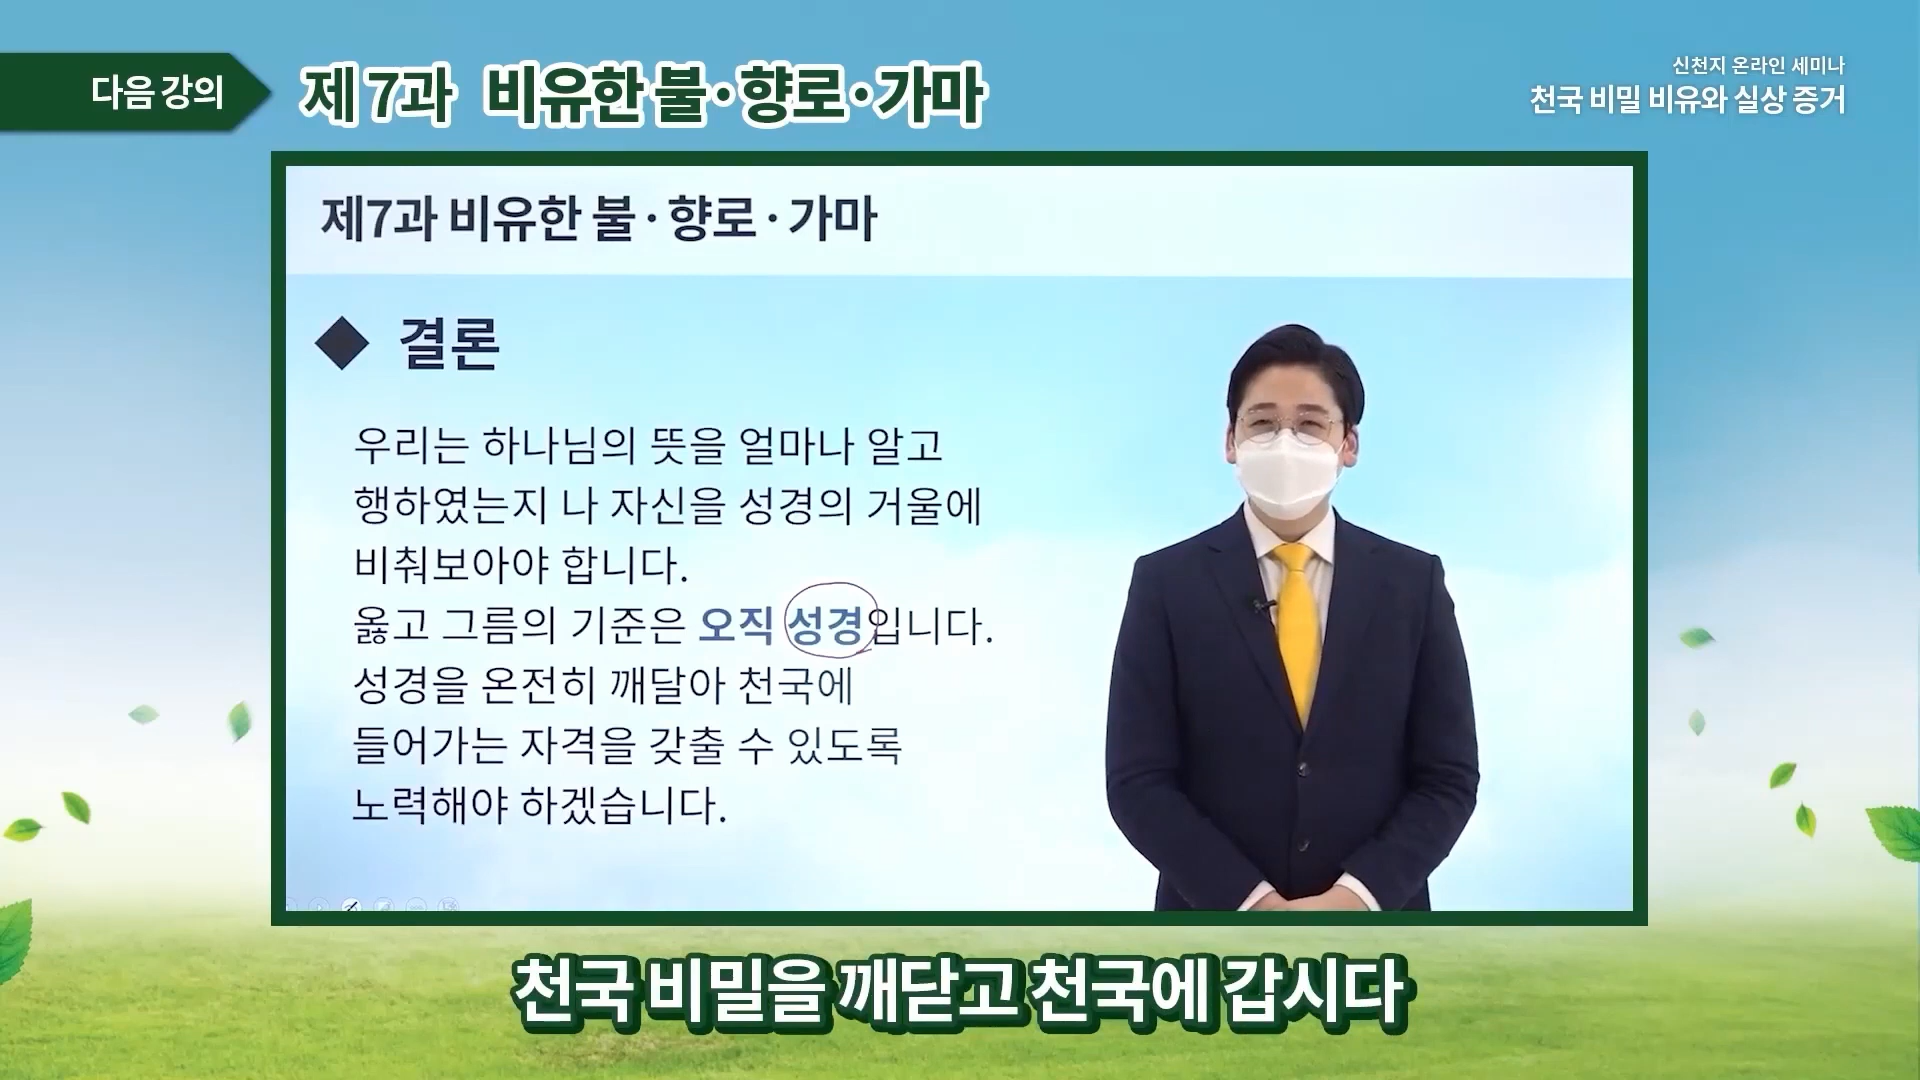 다음 강의
제 7과 비유한 불·향로·가마
신천지 온라인 세미나
천국 비밀 비유와 실상 증거
제7과 비유한 불·향로·가마
◆ 결론
우리는 하나님의 뜻을 얼마나 알고
행하였는지 나 자신을 성경의 거울에
비춰보아야 합니다.
옳고 그름의 기준은 오직 성경입니다.
성경을 온전히 깨달아 천국에
들어가는 자격을 갖출 수 있도록
노력해야 하겠습니다.
천국 비밀을 깨닫고 천국에 갑시다